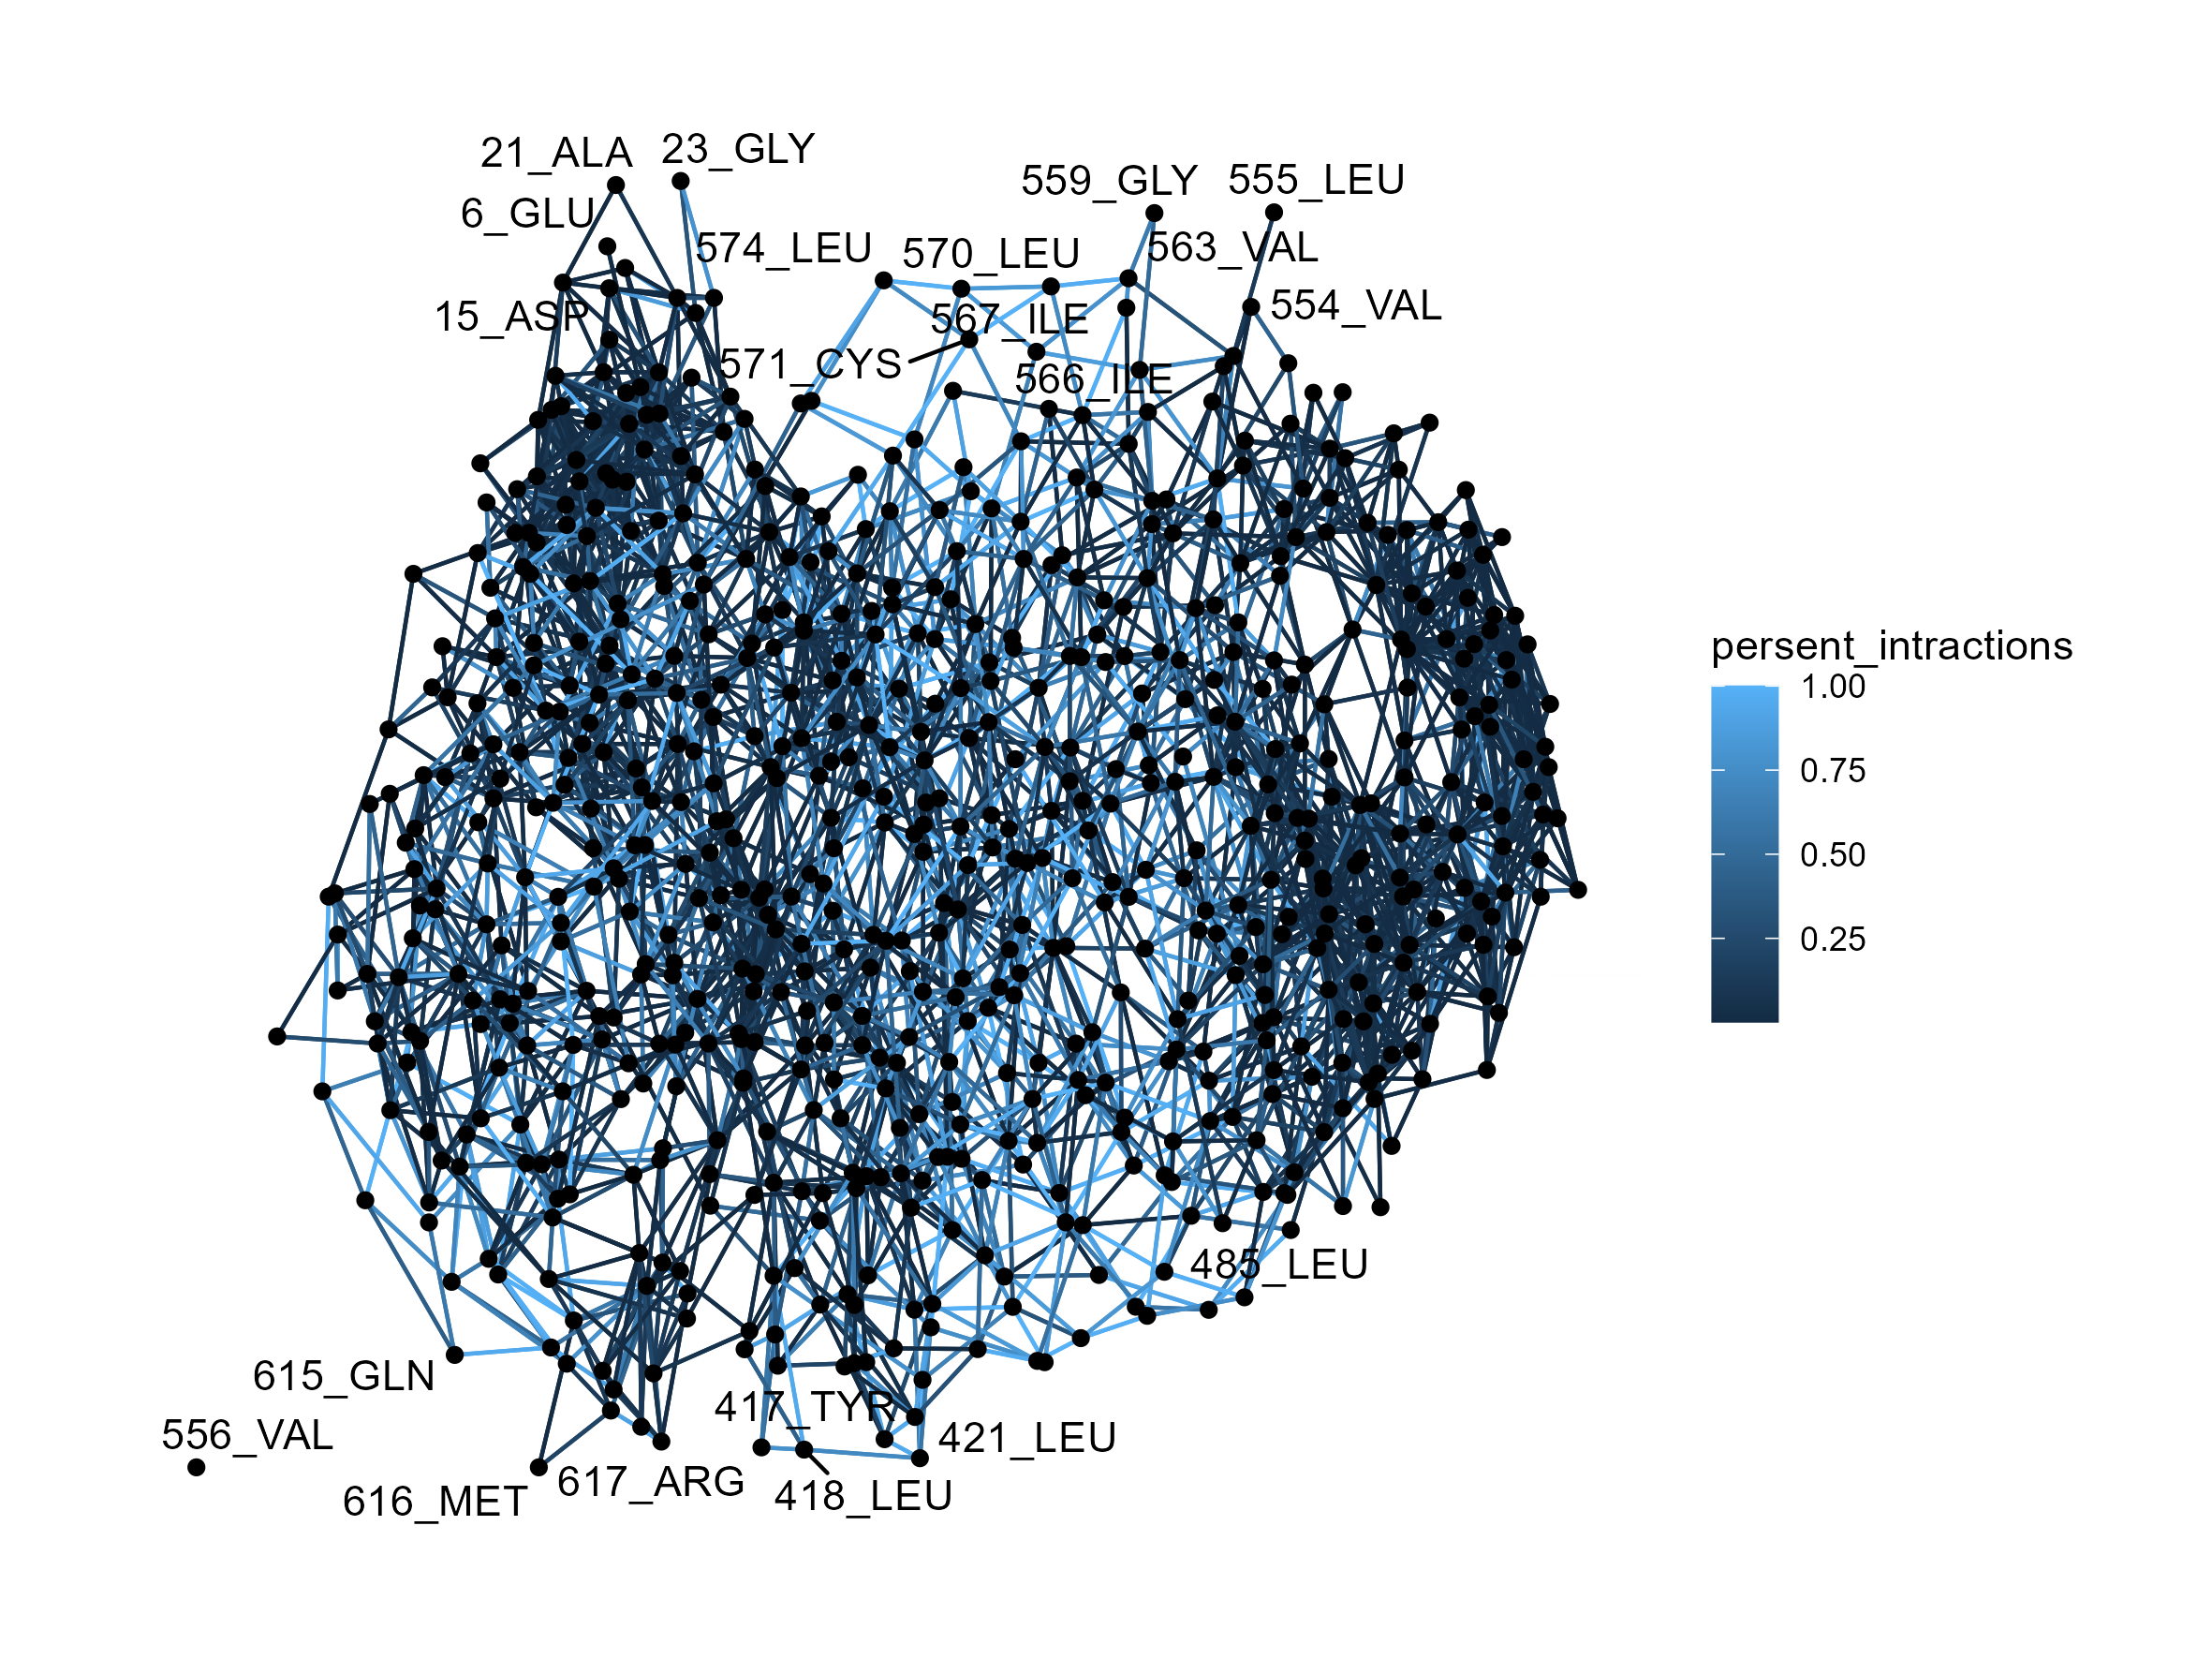 21_ALA
23_GLY
6_GLU
559_GLY
555_LEU
574_LEU
570_LEU
563_VAL
15_ASP
567_ILE
554_VAL
571_CYS
566_ILE
persent_intractions
1.00
0.75
0.50
0.25
485_LEU
615_GLN
417_TYR
556_VAL
421_LEU
616_MET
617_ARG
418_LEU